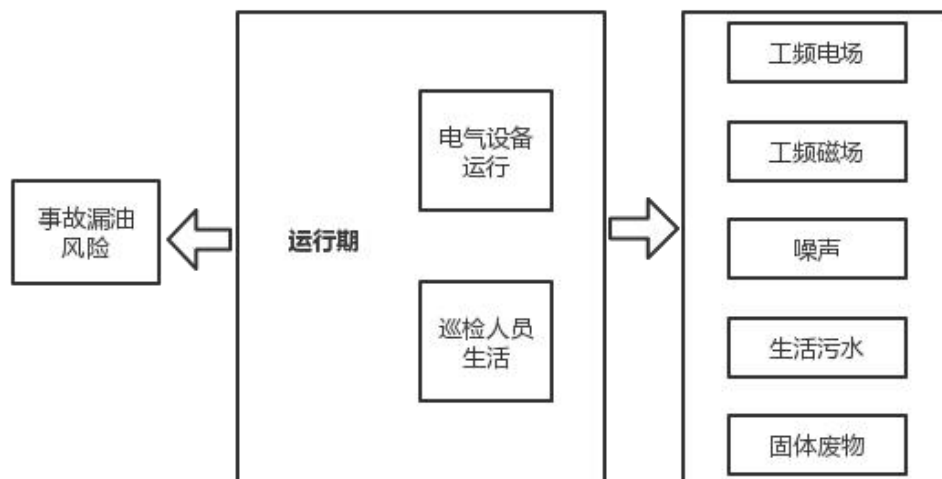 事故漏油
风险
运行期
电气设备
运行
巡检人员
生活
工频电场
工频磁场
噪声
生活污水
固体废物